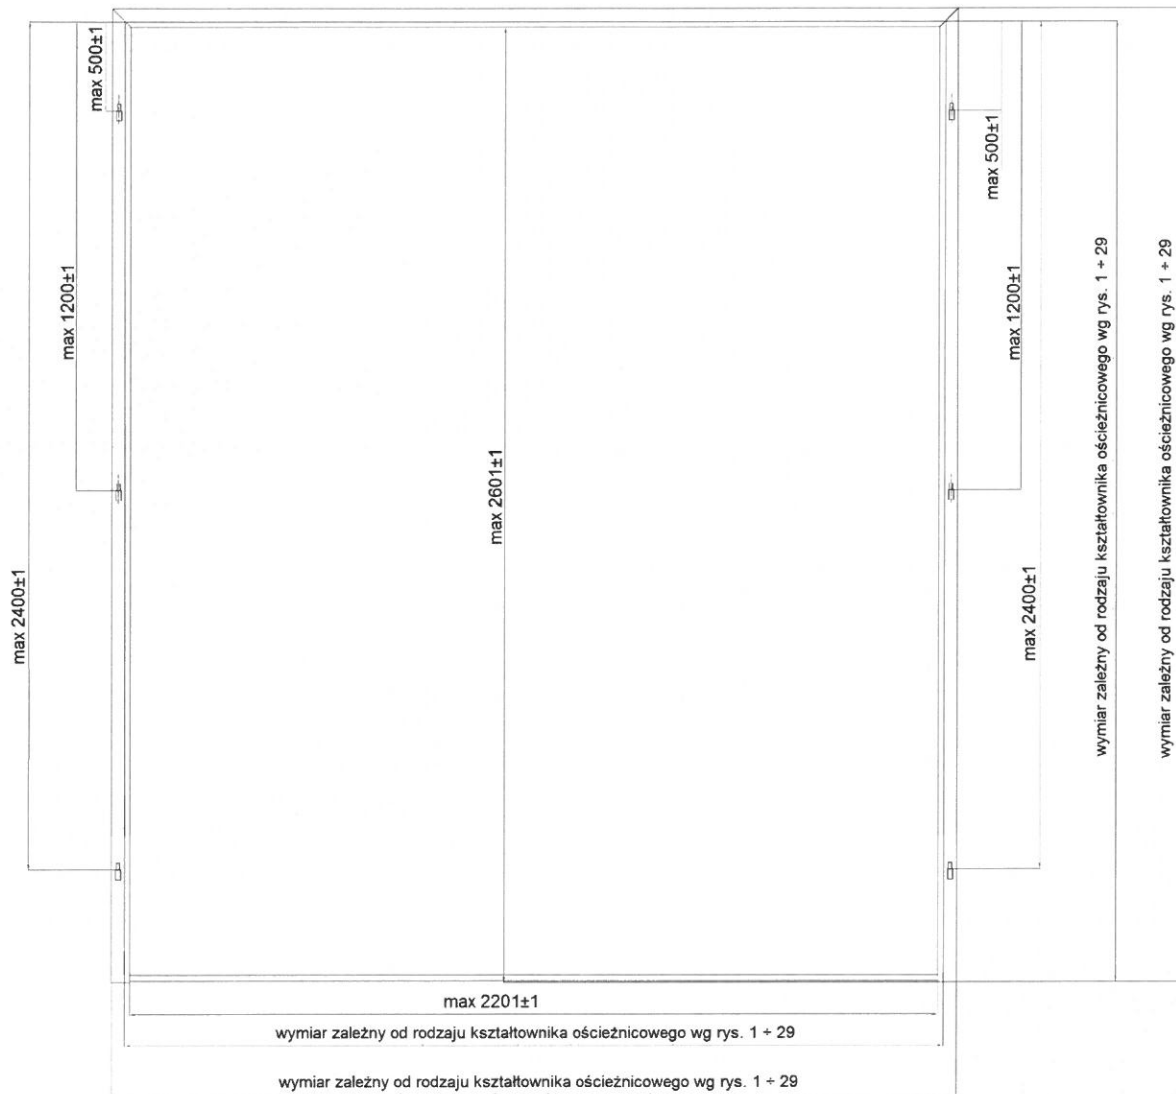 max 500±1
max 1200±1
max 2400±1
max 2601±1
max 500±1
max 1200±1
max 2400±1
wymiar zależny od rodzaju kształtownika ościeżnicowego wg rys. 1 ÷ 29
wymiar zależny od rodzaju kształtownika ościeżnicowego wg rys. 1 ÷ 29
max 2201±1
wymiar zależny od rodzaju kształtownika ościeżnicowego wg rys. 1 ÷ 29
wymiar zależny od rodzaju kształtownika ościeżnicowego wg rys. 1 ÷ 29